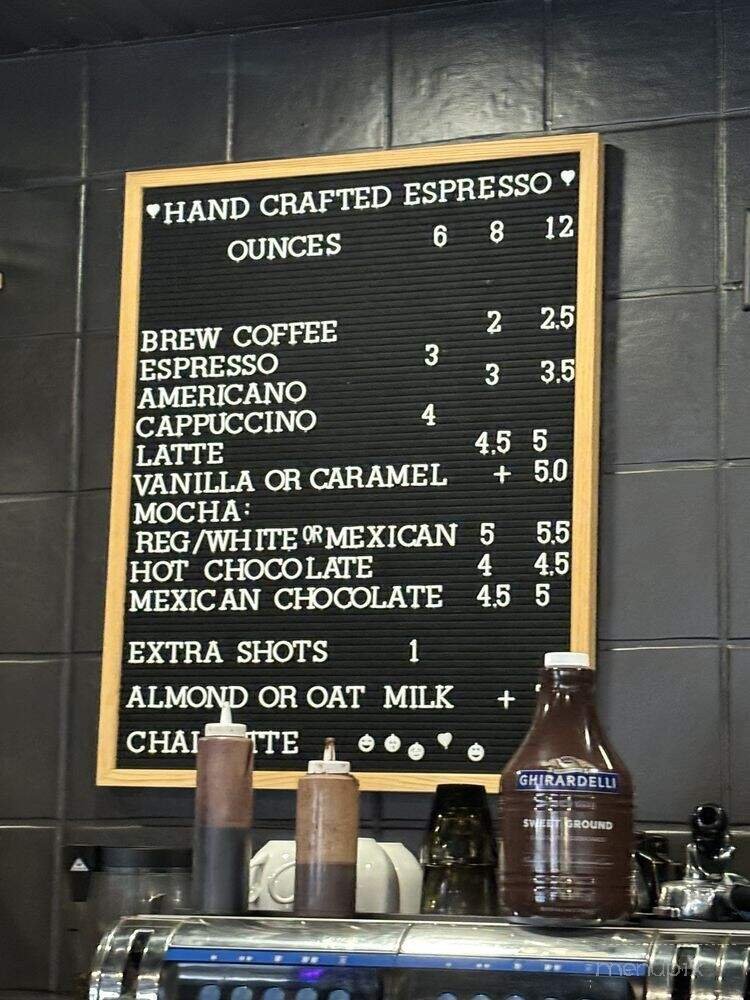 ♥HAND CRAFTED ESPRESSO♥
OUNCES 6 8 12
BREW COFFEE 2 2.5
ESPRESSO 3
AMERICANO 3 3.5
CAPPUCCINO 4
LATTE 4.5 5
VANILLA OR CARAMEL + 5.0
MOCHA:
REG/WHITE OR MEXICAN 5 5.5
HOT CHOCOLATE 4 4.5
MEXICAN CHOCOLATE 4.5 5
EXTRA SHOTS 1
ALMOND OR OAT MILK +
GHIRARDELLI
SWEET GROUND
menupix